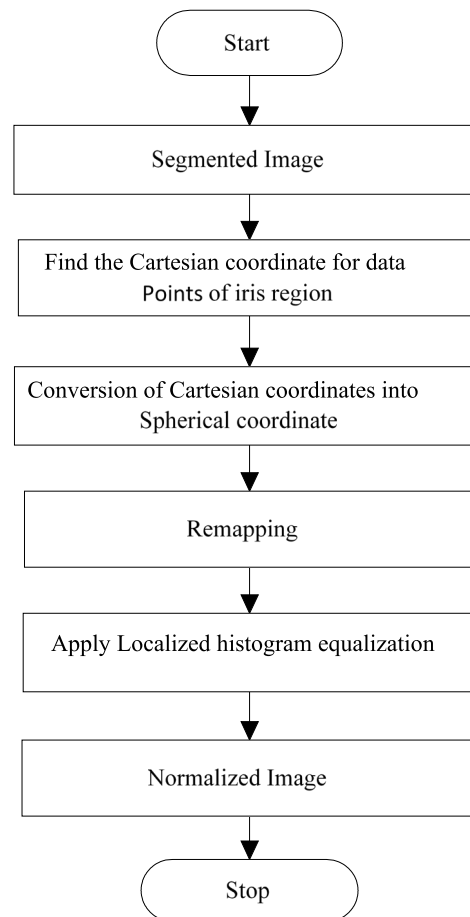 Start
Segmented Image
Find the Cartesian coordinate for data
Points of iris region
Conversion of Cartesian coordinates into
Spherical coordinate
Remapping
Apply Localized histogram equalization
Normalized Image
Stop